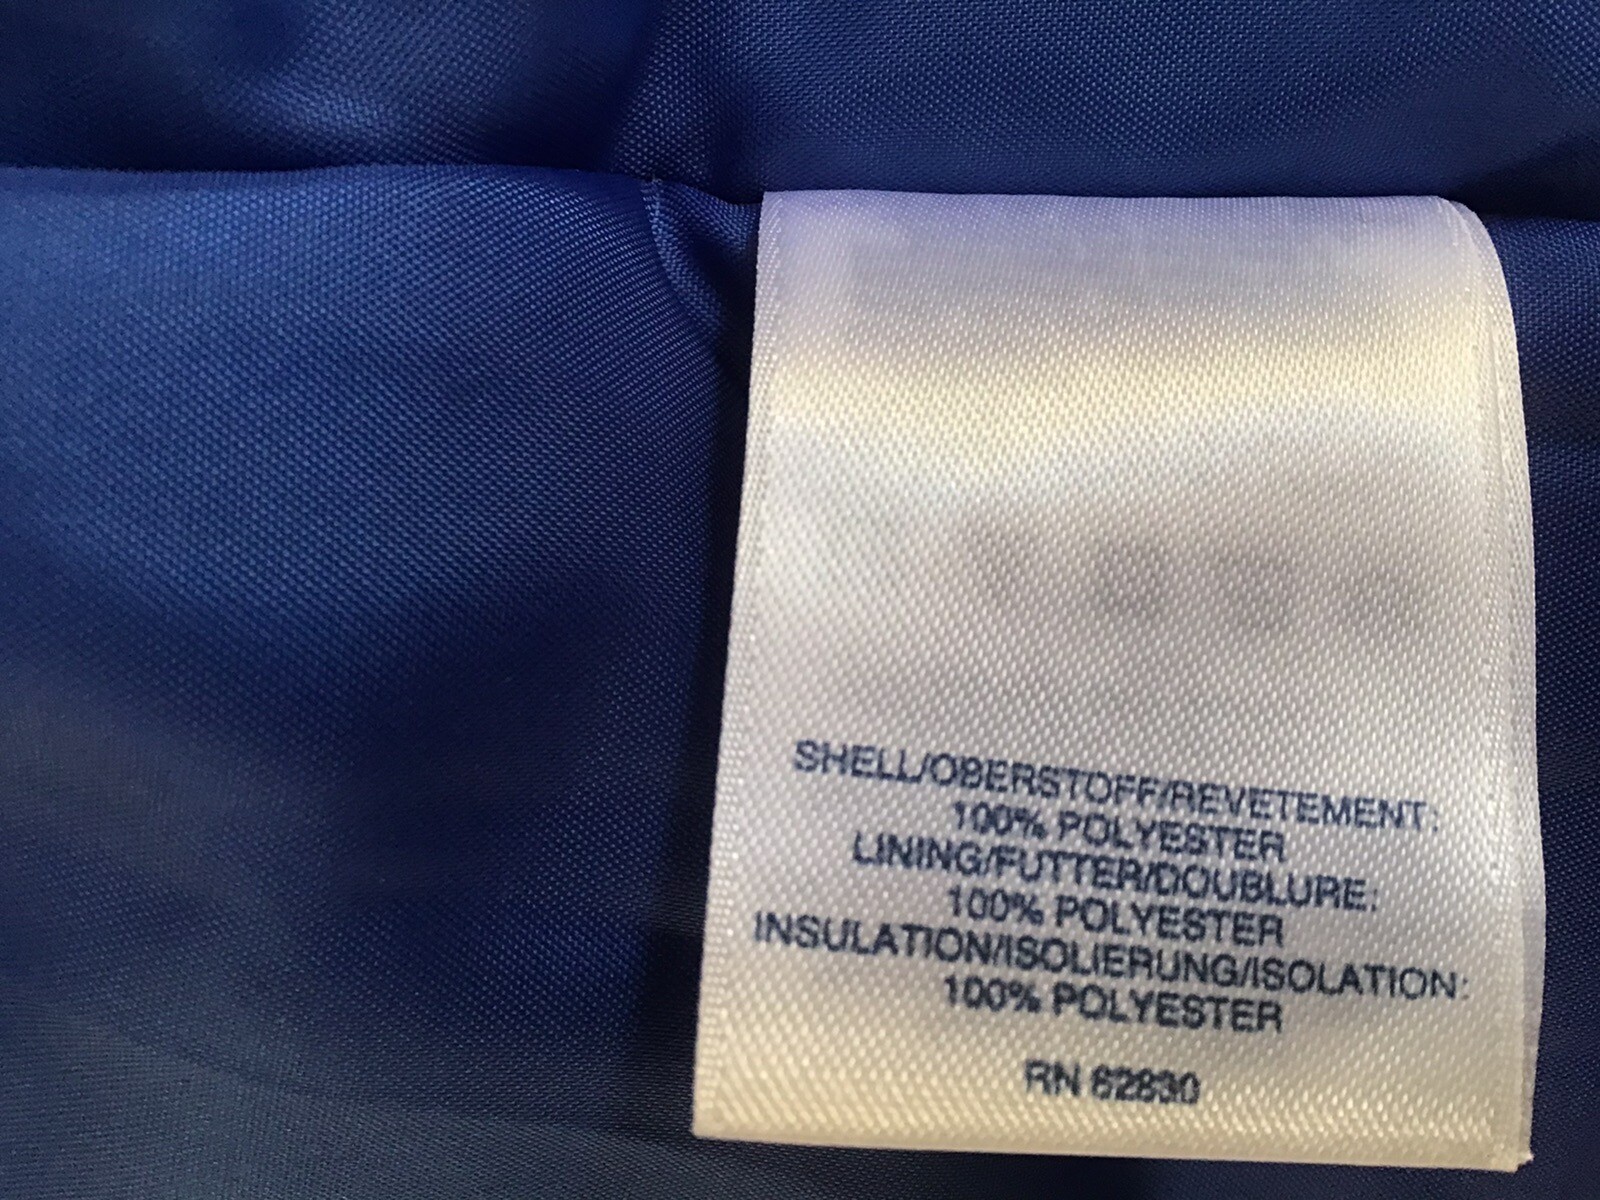 SHELL/OBERSTOFF/REVETEMENT:
100% POLYESTER
LINING/FUTTER/DOUBLURE:
100% POLYESTER
INSULATION/ISOLIERUNG/ISOLATION:
100% POLYESTER
RN 62830